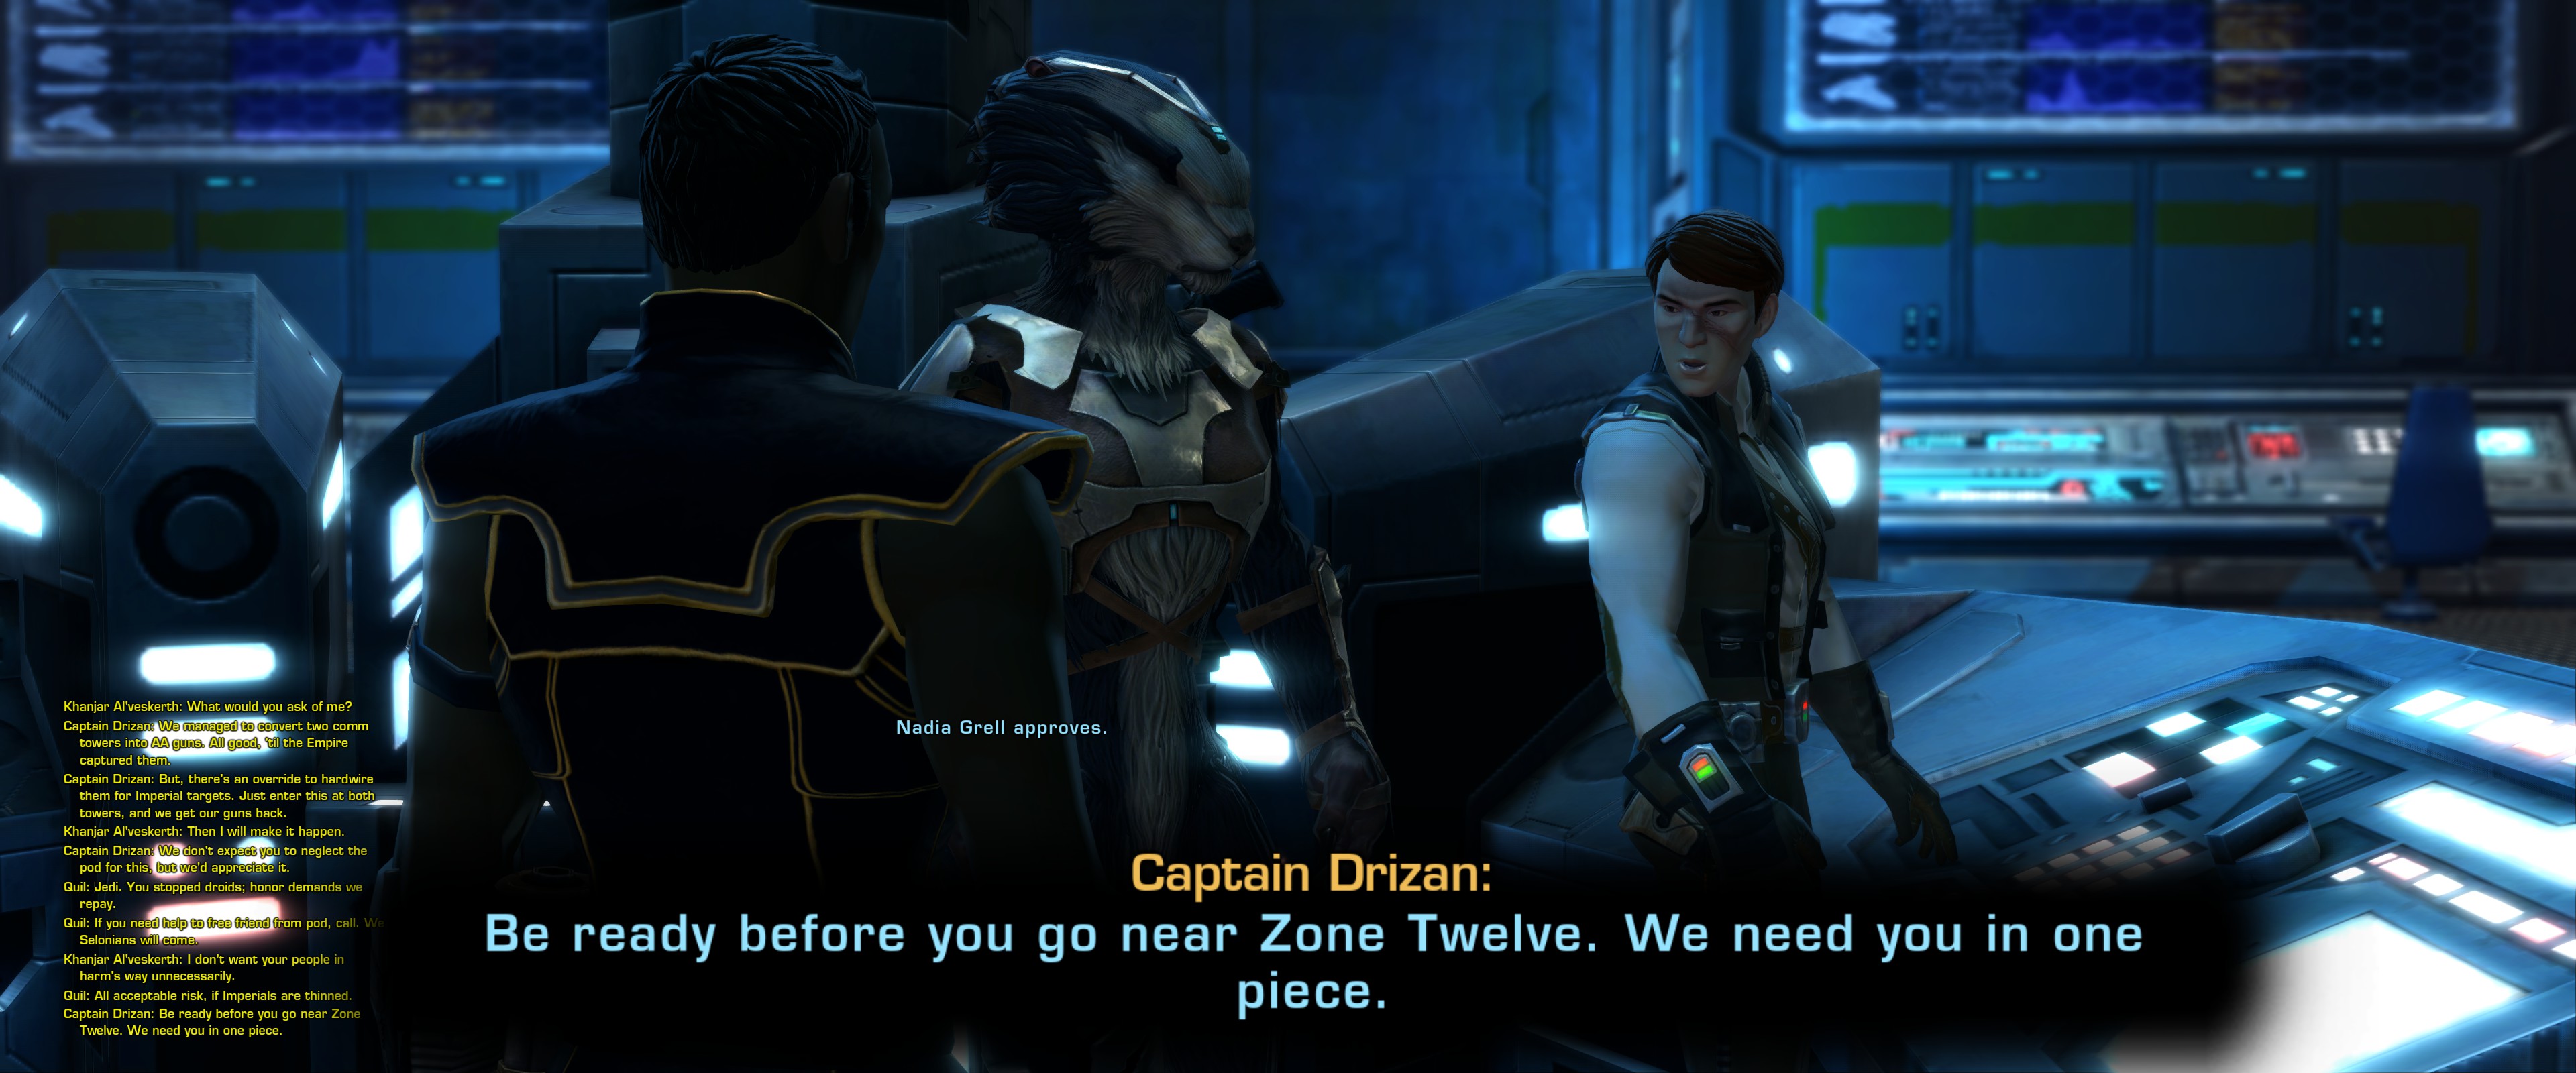 Khanjar Al'veskerth: What would you ask of me?
Captain Drizan: We managed to convert two comm
towers into AA guns. All good, 'til the Empire
captured them.
Captain Drizan: But, there's an override to hardwire
them for Imperial targets. Just enter this at both
towers, and we get our guns back.
Khanjar Al'veskerth: Then I will make it happen.
Captain Drizan: We don't expect you to neglect the
pod for this, but we'd appreciate it.
Quil: Jedi. You stopped droids; honor demands we
repay.
Quil: If you need help to free friend from pod, call. We
Selonians will come.
Khanjar Al'veskerth: I don't want your people in
harm's way unnecessarily.
Quil: All acceptable risk, if Imperials are thinned.
Captain Drizan: Be ready before you go near Zone
Twelve. We need you in one piece.
Nadia Grell approves.
Captain Drizan:
Be ready before you go near Zone Twelve. We need you in one
piece.